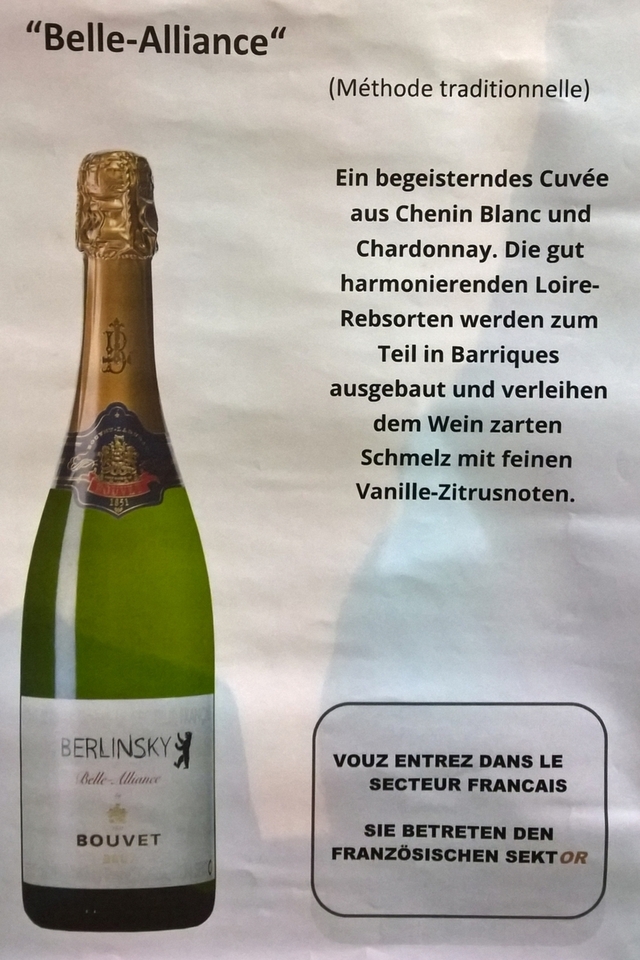 “Belle-Alliance“
(Méthode traditionnelle)
Ein begeisterndes Cuvée
aus Chenin Blanc und
Chardonnay. Die gut
harmonierenden Loire-
Rebsorten werden zum
Teil in Barriques
ausgebaut und verleihen
dem Wein zarten
Schmelz mit feinen
Vanille-Zitrusnoten.
BOUVET
1851
BERLINSKY
Belle-Alliance
BOUVET
VOUZ ENTREZ DANS LE
SECTEUR FRANCAIS
SIE BETRETEN DEN
FRANZÖSISCHEN SEKTOR